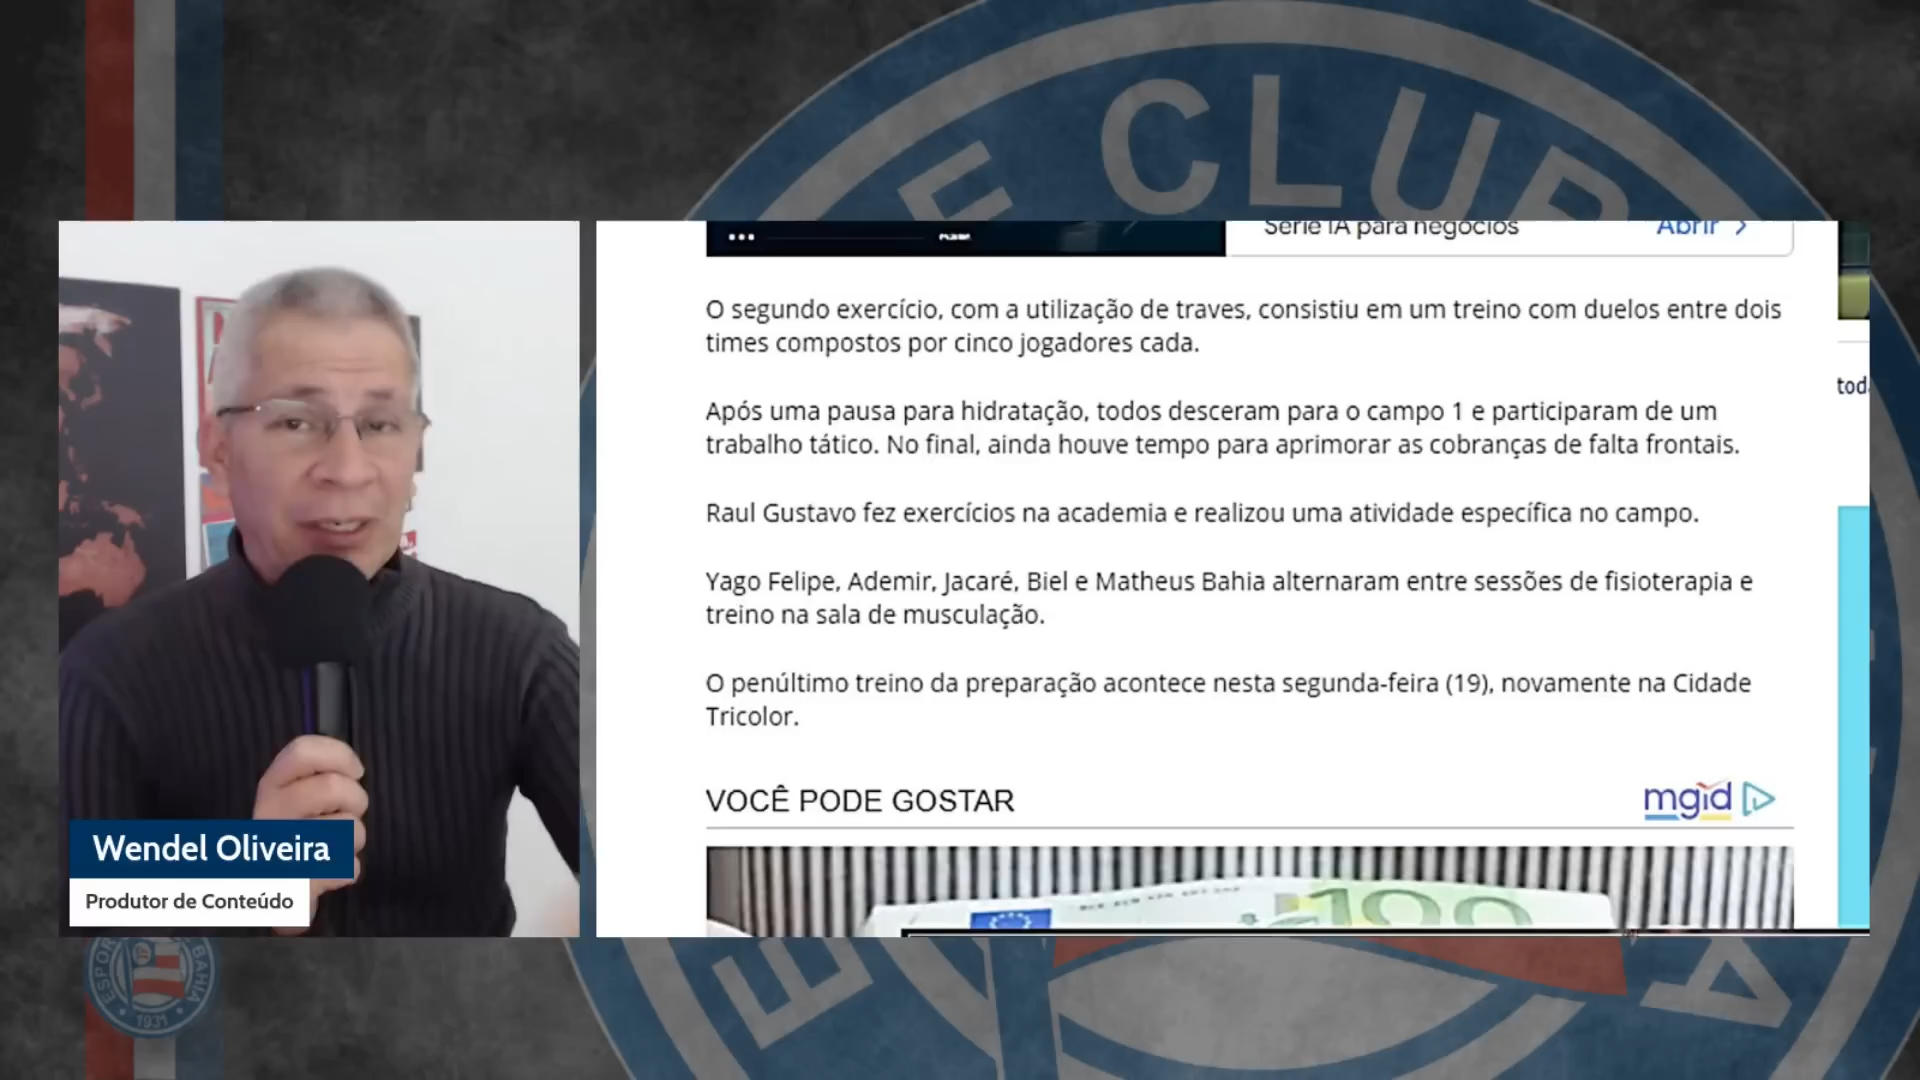 CLUB
Série IA para negócios
Abrir
O segundo exercício, com a utilização de traves, consistiu em um treino com duelos entre dois
times compostos por cinco jogadores cada.
Após uma pausa para hidratação, todos desceram para o campo 1 e participaram de um
trabalho tático. No final, ainda houve tempo para aprimorar as cobranças de falta frontais.
Raul Gustavo fez exercícios na academia e realizou uma atividade específica no campo.
Yago Felipe, Ademir, Jacaré, Biel e Matheus Bahia alternaram entre sessões de fisioterapia e
treino na sala de musculação.
O penúltimo treino da preparação acontece nesta segunda-feira (19), novamente na Cidade
Tricolor.
VOCÊ PODE GOSTAR
mgid
100
Wendel Oliveira
Produtor de Conteúdo
BAHIA
1931